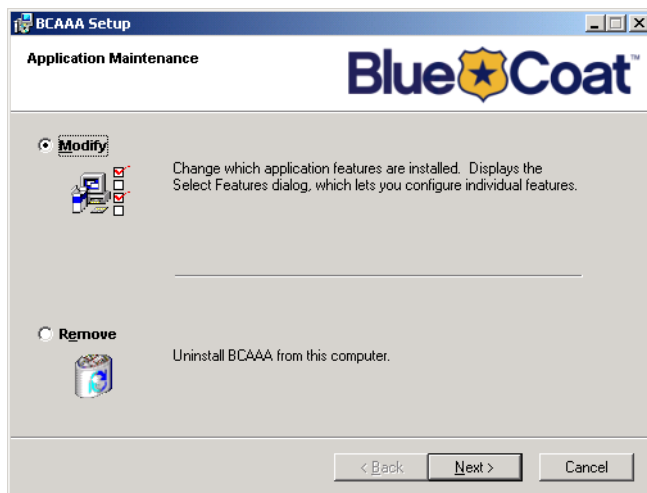 BCAAA Setup
Application Maintenance
Blue Coat™
Modify
Change which application features are installed. Displays the
Select Features dialog, which lets you configure individual features.
Remove
Uninstall BCAAA from this computer.
< Back
Next >
Cancel